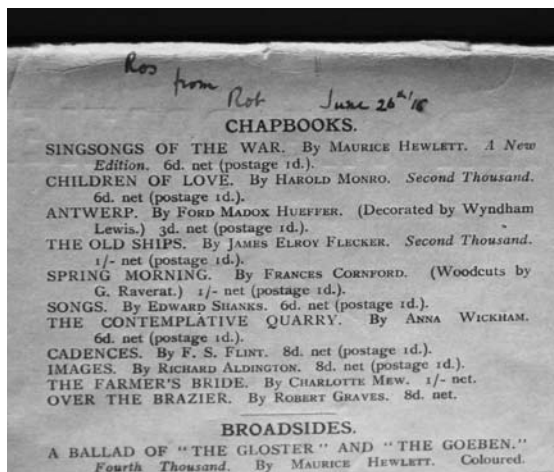 Ros
from
Rob June 26th/16
CHAPBOOKS.
SINGSONGS OF THE WAR. By MAURICE HEWLETT. A New
Edition. 6d. net (postage 1d.).
CHILDREN OF LOVE. By HAROLD MONRO. Second Thousand.
6d. net (postage 1d.).
ANTWERP. By FORD MADOX HUEFFER. (Decorated by Wyndham
Lewis.) 3d. net (postage 1d.).
THE OLD SHIPS. By JAMES ELROY FLECKER. Second Thousand.
1/- net (postage 1d.).
SPRING MORNING. By FRANCES CORNFORD. (Woodcuts by
G. Raverat.) 1/- net (postage 1d.).
SONGS. By EDWARD SHANKS. 6d. net (postage 1d.).
THE CONTEMPLATIVE QUARRY. By ANNA WICKHAM.
6d. net (postage 1d.).
CADENCES. By F. S. FLINT. 8d. net (postage 1d.).
IMAGES. By RICHARD ALDINGTON. 8d. net (postage 1d.).
THE FARMER'S BRIDE. By CHARLOTTE MEW. 1/- net.
OVER THE BRAZIER. By ROBERT GRAVES. 8d. net.
BROADSIDES.
A BALLAD OF "THE GLOSTER" AND "THE GOEBEN."
Fourth Thousand. By MAURICE HEWLETT. Coloured.